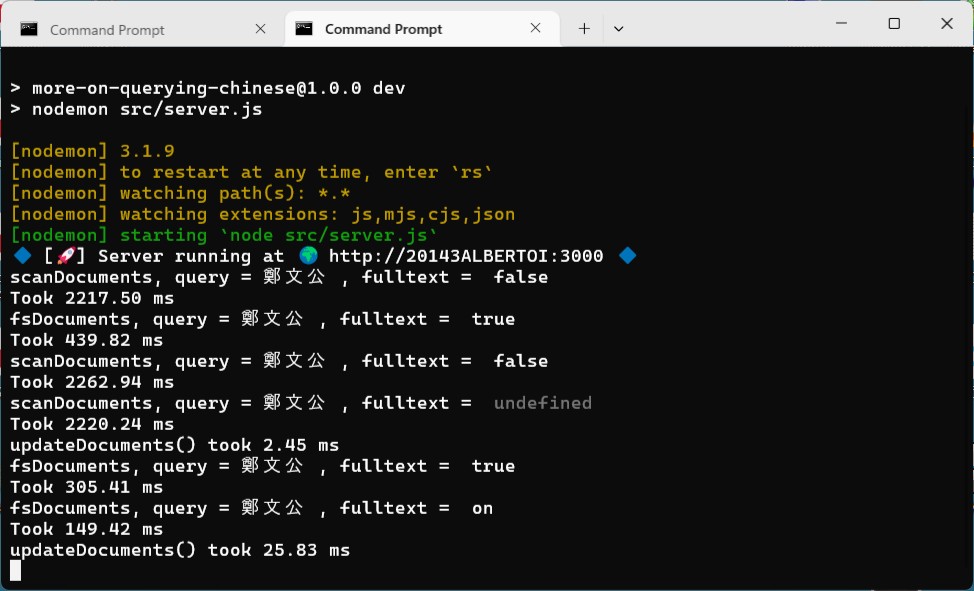 Command Prompt
Command Prompt
> more-on-querying-chinese@1.0.0 dev
> nodemon src/server.js
[nodemon] 3.1.9
[nodemon] to restart at any time, enter `rs`
[nodemon] watching path(s): *.*
[nodemon] watching extensions: js,mjs,cjs,json
[nodemon] starting `node src/server.js`
🔷 [🚀] Server running at 🌍 http://20143ALBERTOI:3000 🔷
scanDocuments, query = 鄭文公 , fulltext =  false
Took 2217.50 ms
fsDocuments, query = 鄭文公 , fulltext =  true
Took 439.82 ms
scanDocuments, query = 鄭文公 , fulltext =  false
Took 2262.94 ms
scanDocuments, query = 鄭文公 , fulltext =  undefined
Took 2220.24 ms
updateDocuments() took 2.45 ms
fsDocuments, query = 鄭文公 , fulltext =  true
Took 305.41 ms
fsDocuments, query = 鄭文公 , fulltext =  on
Took 149.42 ms
updateDocuments() took 25.83 ms